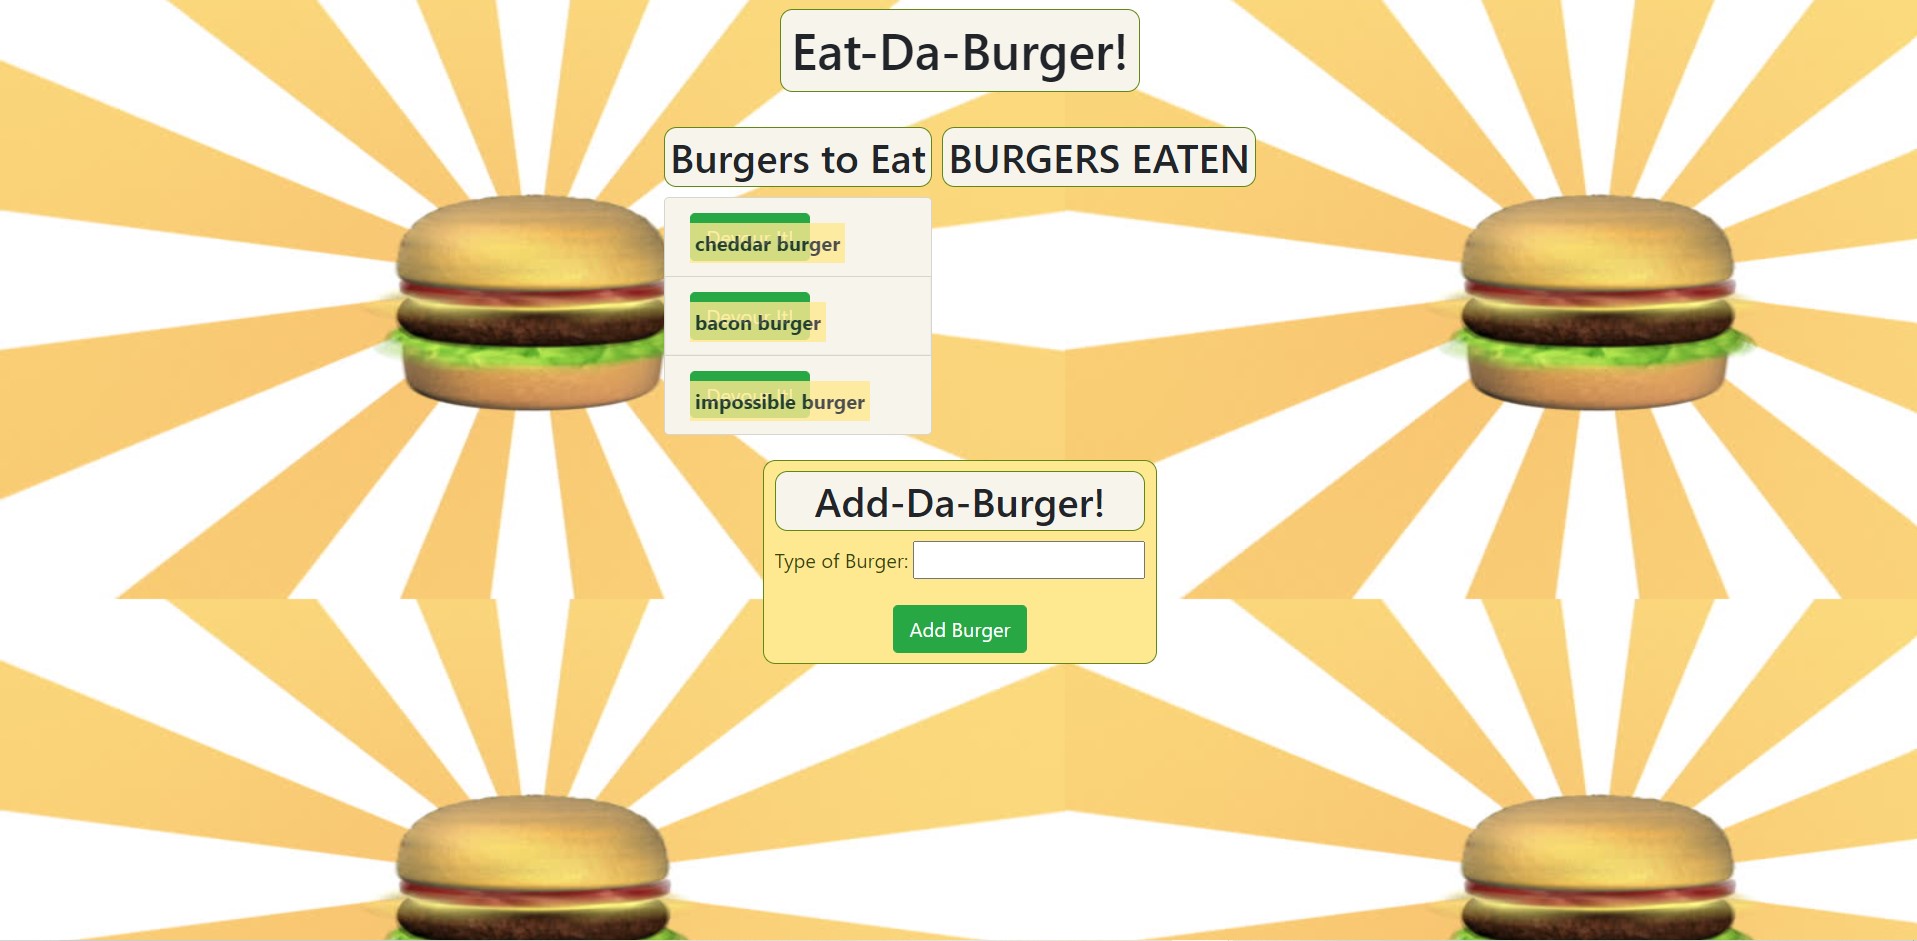 Eat-Da-Burger!
Burgers to Eat
BURGERS EATEN
Devour It!
cheddar burger
Devour It!
bacon burger
Devour It!
impossible burger
Add-Da-Burger!
Type of Burger:
Add Burger